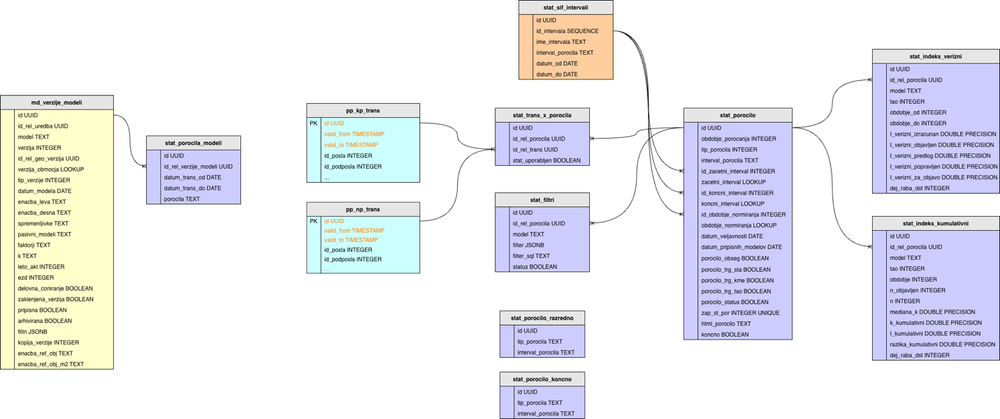 stat_sif_intervali
id UUID
id_intervala SEQUENCE
ime_intervala TEXT
interval_porocila TEXT
datum_od DATE
datum_do DATE
md_verzije_modeli
id UUID
id_rel_uredba UUID
model TEXT
verzija INTEGER
id_rel_geo_verzija UUID
verzija_obmocja LOOKUP
tip_verzije INTEGER
datum_modela DATE
enacba_leva TEXT
enacba_desna TEXT
spremenljivke TEXT
pasivni_modeli TEXT
faktorji TEXT
k TEXT
leto_akt INTEGER
ezd INTEGER
delovna_coniranje BOOLEAN
zaklenjena_verzija BOOLEAN
pripisna BOOLEAN
arhivirana BOOLEAN
filtri JSONB
kopija_verzije INTEGER
enacba_ref_obj TEXT
enacba_ref_obj_m2 TEXT
stat_porocila_modeli
id UUID
id_rel_verzije_modeli UUID
datum_trans_od DATE
datum_trans_do DATE
porocila TEXT
pp_kp_trans
PK id UUID
valid_from TIMESTAMP
valid_to TIMESTAMP
id_posla INTEGER
id_podposla INTEGER
...
pp_np_trans
PK id UUID
valid_from TIMESTAMP
valid_to TIMESTAMP
id_posla INTEGER
id_podposla INTEGER
...
stat_trans_x_porocila
id UUID
id_rel_porocila UUID
id_rel_trans UUID
stat_uporabljen BOOLEAN
stat_filtri
id UUID
id_rel_porocila UUID
model TEXT
filter JSONB
filter_sql TEXT
status BOOLEAN
stat_porocilo_razredno
id UUID
tip_porocila TEXT
interval_porocila TEXT
stat_porocilo_koncno
id UUID
tip_porocila TEXT
interval_porocila TEXT
stat_porocilo
id UUID
obdobje_porocanja INTEGER
tip_porocila INTEGER
interval_porocila TEXT
id_zacetni_interval INTEGER
zacetni_interval LOOKUP
id_koncni_interval INTEGER
koncni_interval LOOKUP
id_obdobje_normiranja INTEGER
obdobje_normiranja LOOKUP
datum_veljavnosti DATE
datum_pripisnih_modelov DATE
porocilo_obseg BOOLEAN
porocilo_trg_sta BOOLEAN
porocilo_trg_kme BOOLEAN
porocilo_trg_tao BOOLEAN
porocilo_status BOOLEAN
zap_st_por INTEGER UNIQUE
html_porocilo TEXT
koncno BOOLEAN
stat_indeks_verizni
id UUID
id_rel_porocila UUID
model TEXT
tao INTEGER
obdobje_od INTEGER
obdobje_do INTEGER
I_verizni_izracunan DOUBLE PRECISION
I_verizni_objavljen DOUBLE PRECISION
I_verizni_predlog DOUBLE PRECISION
I_verizni_popravljen DOUBLE PRECISION
I_verizni_za_objavo DOUBLE PRECISION
dej_raba_dst INTEGER
stat_indeks_kumulativni
id UUID
id_rel_porocila UUID
model TEXT
tao INTEGER
obdobje INTEGER
n_objavljen INTEGER
n INTEGER
mediana_k DOUBLE PRECISION
k_kumulativni DOUBLE PRECISION
I_kumulativni DOUBLE PRECISION
razlika_kumulativni DOUBLE PRECISION
dej_raba_dst INTEGER